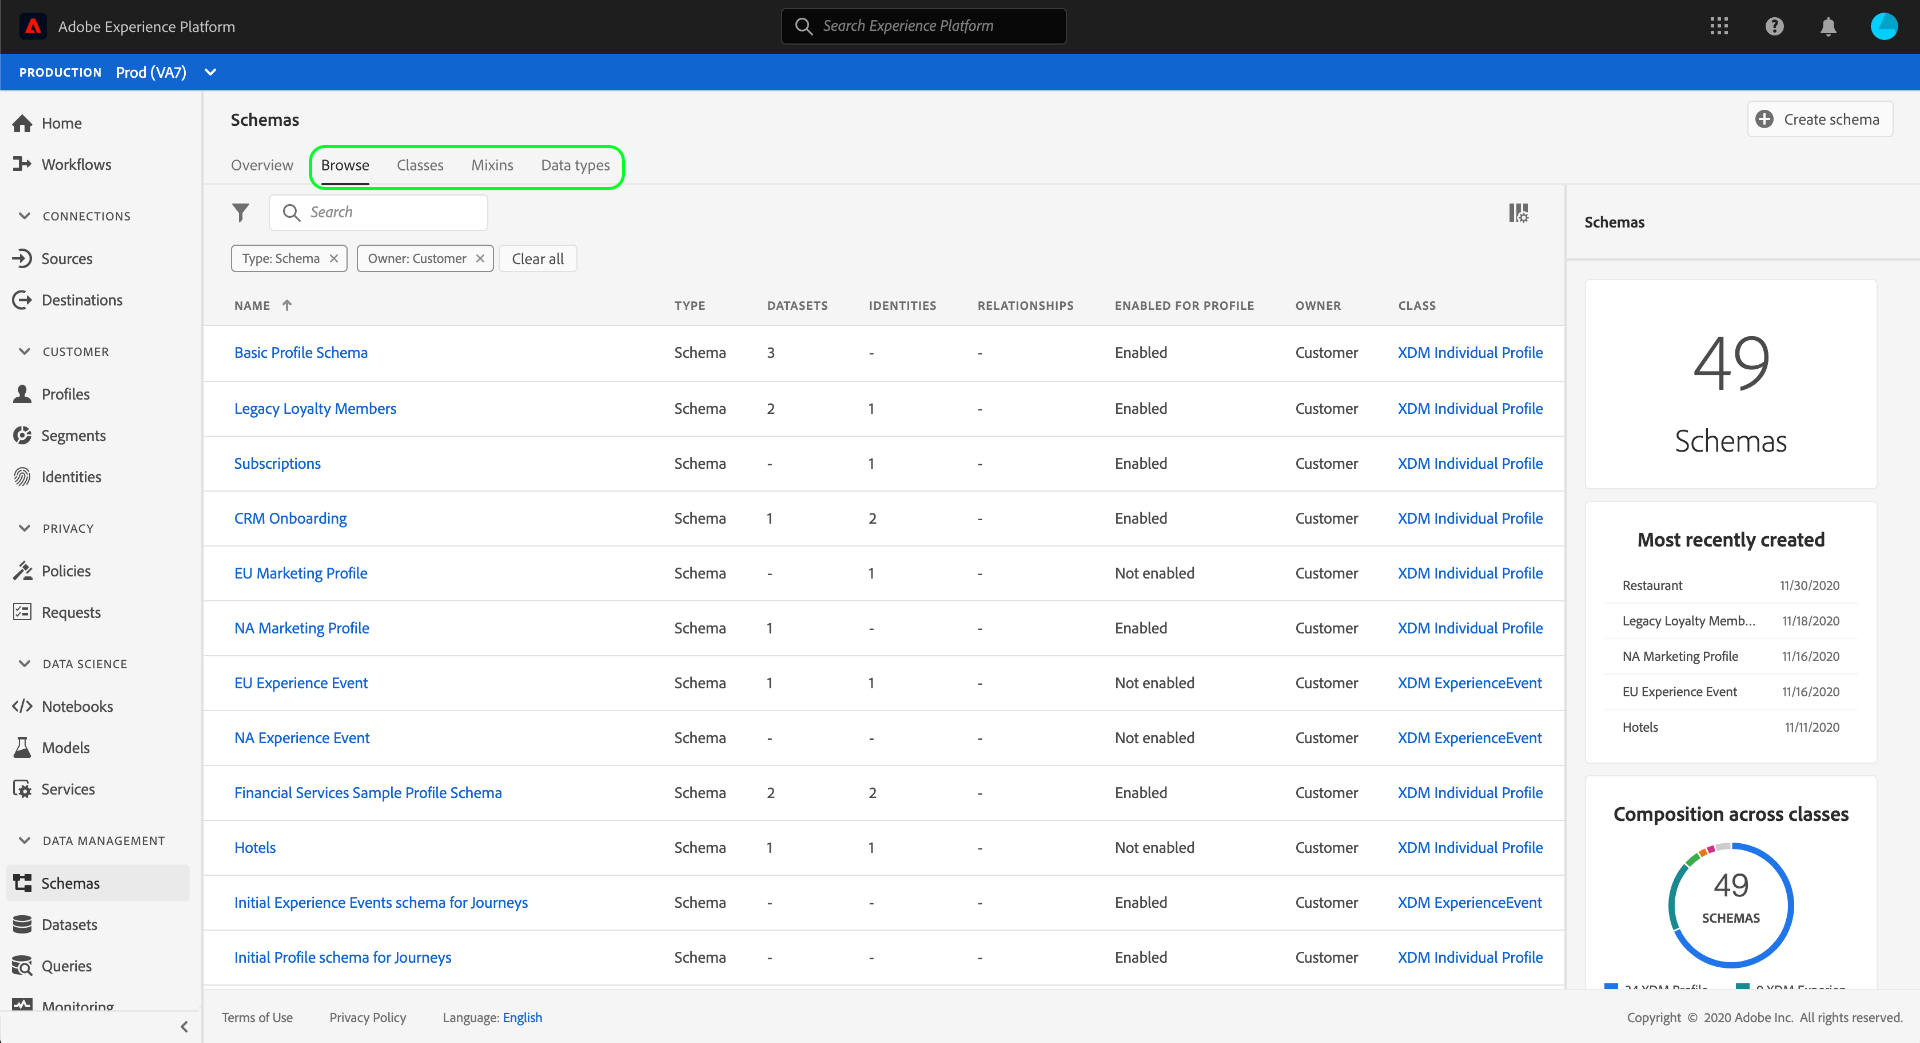 Adobe Experience Platform
Search Experience Platform
PRODUCTION Prod (VA7)
Home
Workflows
CONNECTIONS
Sources
Destinations
CUSTOMER
Profiles
Segments
Identities
PRIVACY
Policies
Requests
DATA SCIENCE
Notebooks
Models
Services
DATA MANAGEMENT
Schemas
Datasets
Queries
Monitoring
Schemas
Create schema
Overview Browse Classes Mixins Data types
Search
Type: Schema Owner: Customer Clear all
NAME TYPE DATASETS IDENTITIES RELATIONSHIPS ENABLED FOR PROFILE OWNER CLASS
Basic Profile Schema Schema 3 - - Enabled Customer XDM Individual Profile
Legacy Loyalty Members Schema 2 1 - Enabled Customer XDM Individual Profile
Subscriptions Schema - 1 - Enabled Customer XDM Individual Profile
CRM Onboarding Schema 1 2 - Enabled Customer XDM Individual Profile
EU Marketing Profile Schema - 1 - Not enabled Customer XDM Individual Profile
NA Marketing Profile Schema 1 - - Enabled Customer XDM Individual Profile
EU Experience Event Schema 1 1 - Not enabled Customer XDM ExperienceEvent
NA Experience Event Schema - - - Not enabled Customer XDM ExperienceEvent
Financial Services Sample Profile Schema Schema 2 2 - Enabled Customer XDM Individual Profile
Hotels Schema 1 1 - Not enabled Customer XDM Individual Profile
Initial Experience Events schema for Journeys Schema - - - Enabled Customer XDM ExperienceEvent
Initial Profile schema for Journeys Schema - - - Enabled Customer XDM Individual Profile
Schemas
49
Schemas
Most recently created
Restaurant 11/30/2020
Legacy Loyalty Memb... 11/18/2020
NA Marketing Profile 11/16/2020
EU Experience Event 11/16/2020
Hotels 11/11/2020
Composition across classes
49
SCHEMAS
Terms of Use Privacy Policy Language: English
Copyright © 2020 Adobe Inc. All rights reserved.